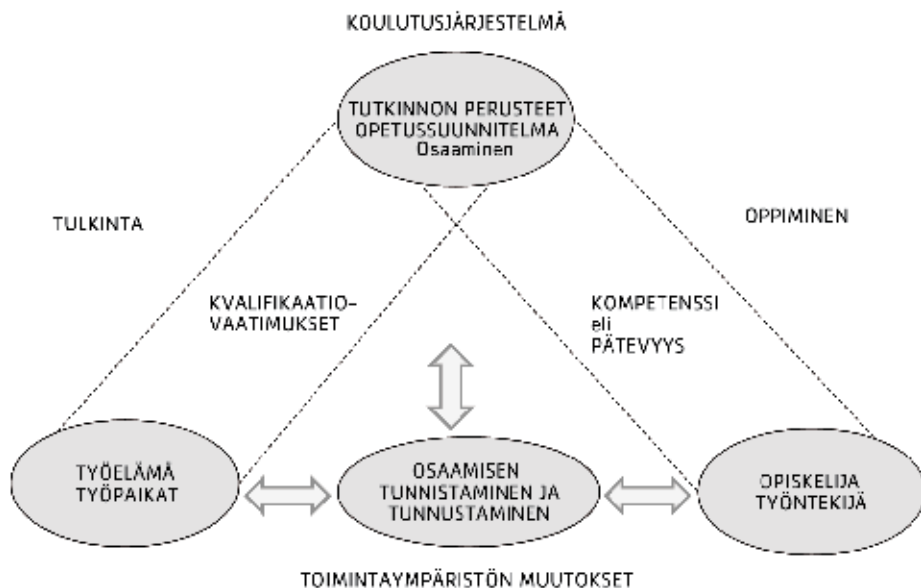 KOULUTUSJÄRJESTELMÄ
TUTKINNON PERUSTEET
OPETUSSUUNNITELMA
Osaaminen
TULKINTA
OPPIMINEN
KVALIFIKAATIO-
VAATIMUKSET
KOMPETENSSI
eli
PÄTEVYYS
TYÖELÄMÄ
TYÖPAIKAT
OSAAMISEN
TUNNISTAMINEN JA
TUNNUSTAMINEN
OPISKELIJA
TYÖNTEKIJÄ
TOIMINTAYMPÄRISTÖN MUUTOKSET